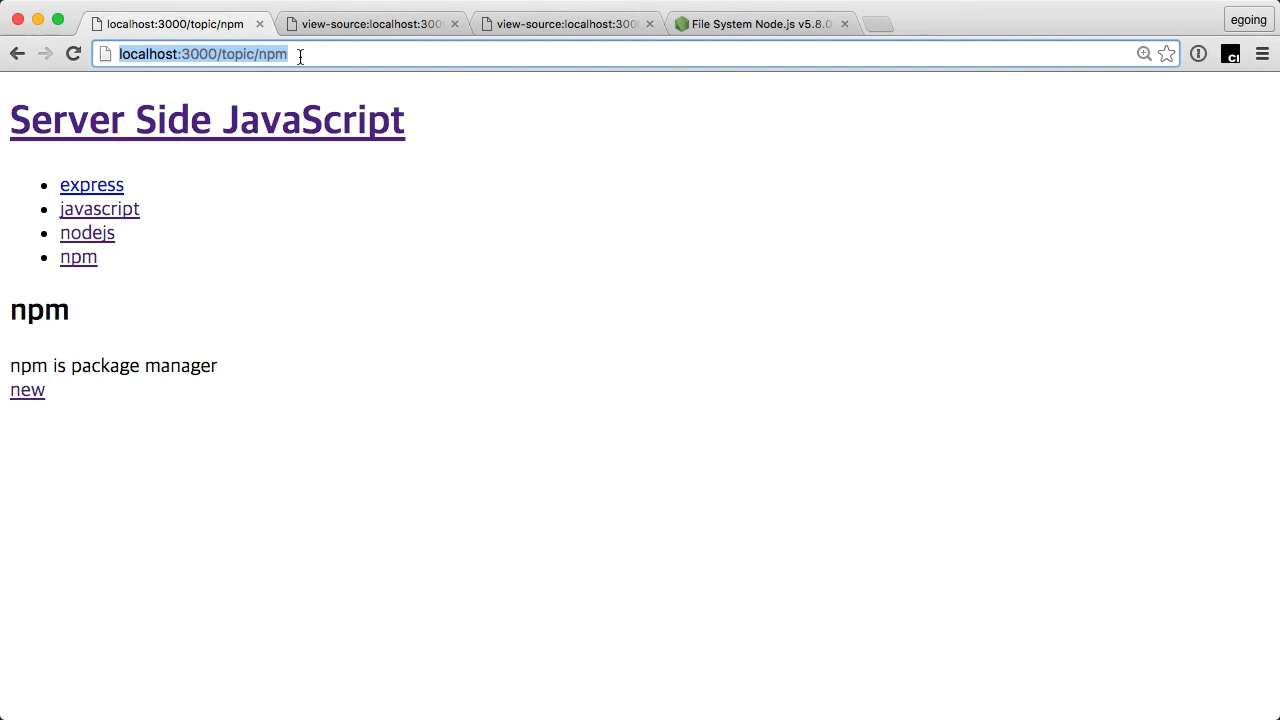 localhost:3000/topic/npm
view-source:localhost:300
view-source:localhost:300
File System Node.js v5.8.0
egoing
localhost:3000/topic/npm
Server Side JavaScript
express
javascript
nodejs
npm
npm
npm is package manager
new